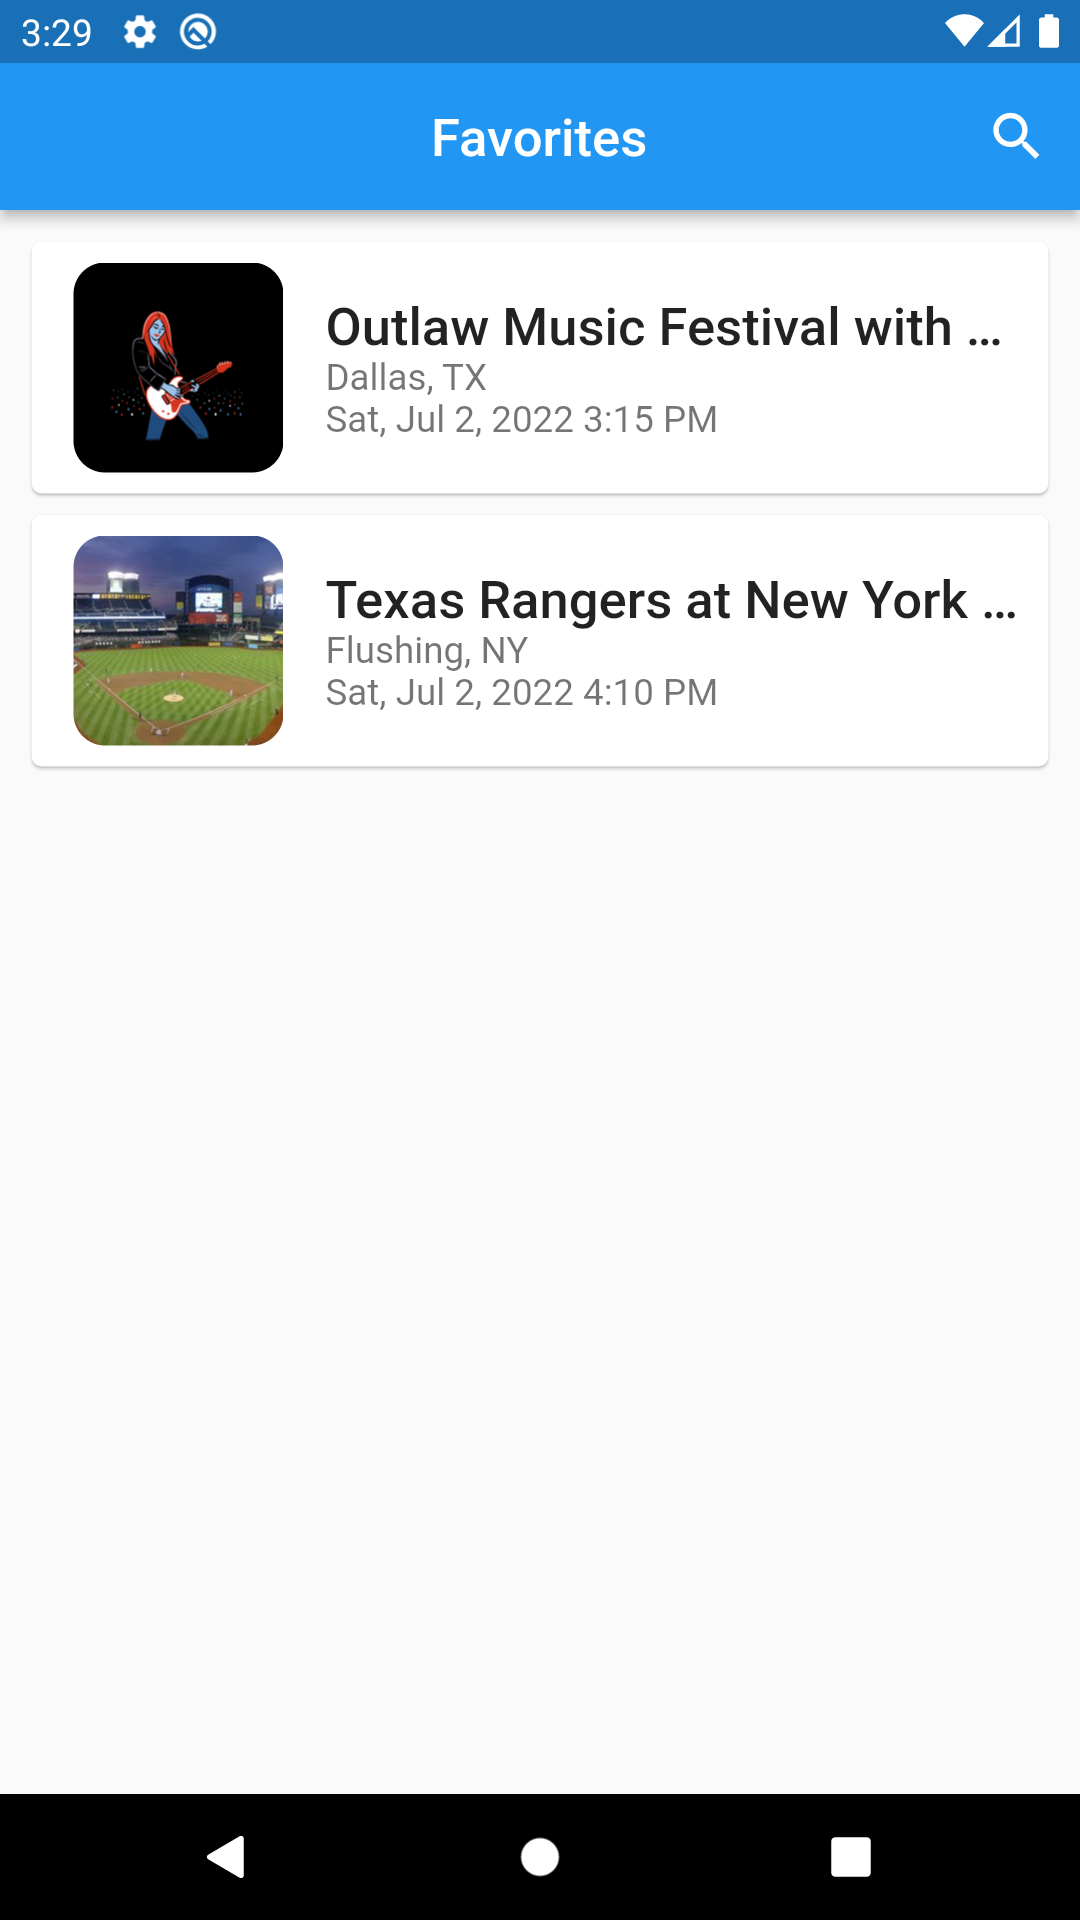 3:29
Favorites
Outlaw Music Festival with ...
Dallas, TX
Sat, Jul 2, 2022 3:15 PM
Texas Rangers at New York ...
Flushing, NY
Sat, Jul 2, 2022 4:10 PM